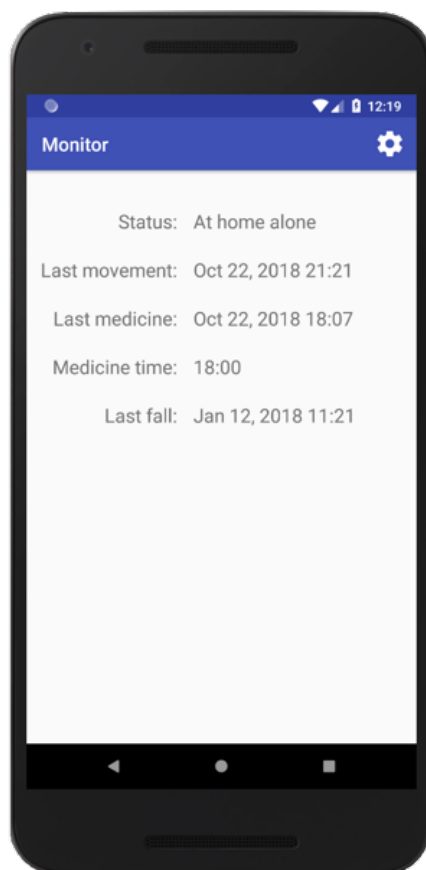 12:19
Monitor
Status: At home alone
Last movement: Oct 22, 2018 21:21
Last medicine: Oct 22, 2018 18:07
Medicine time: 18:00
Last fall: Jan 12, 2018 11:21